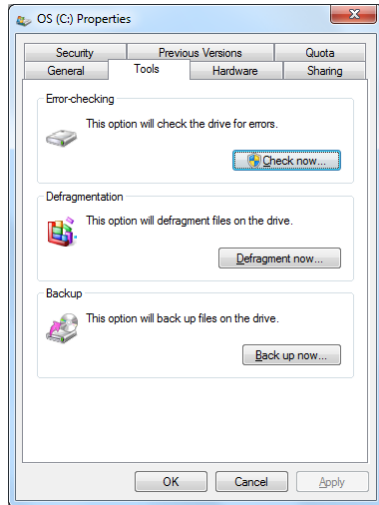 OS (C:) Properties
Security Previous Versions Quota
General Tools Hardware Sharing
Error-checking
This option will check the drive for errors.
Check now...
Defragmentation
This option will defragment files on the drive.
Defragment now...
Backup
This option will back up files on the drive.
Back up now...
OK Cancel Apply